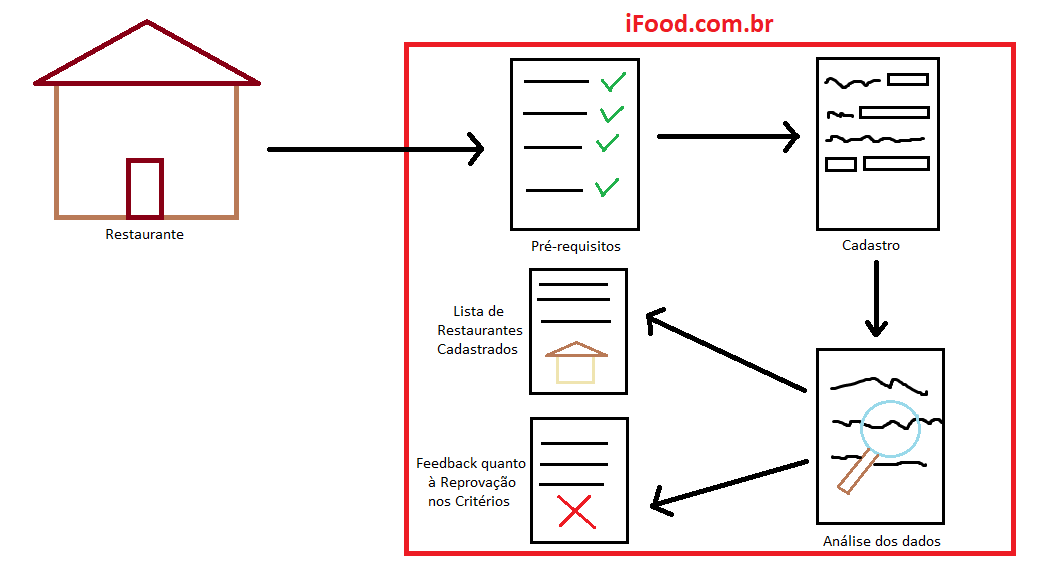 iFood.com.br
Restaurante
Pré-requisitos
Cadastro
Lista de
Restaurantes
Cadastrados
Feedback quanto
à Reprovação
nos Critérios
Análise dos dados